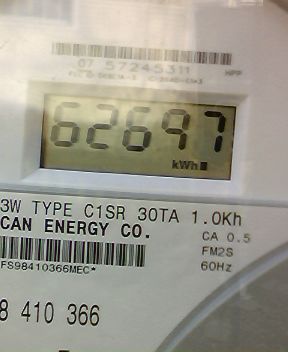 07 57245311 HPP
62697
kWh
3W TYPE C1SR 30TA 1.0Kh
CAN ENERGY CO.
CA 0.5
FM2S
60Hz
FS98410366MEC*
8 410 366